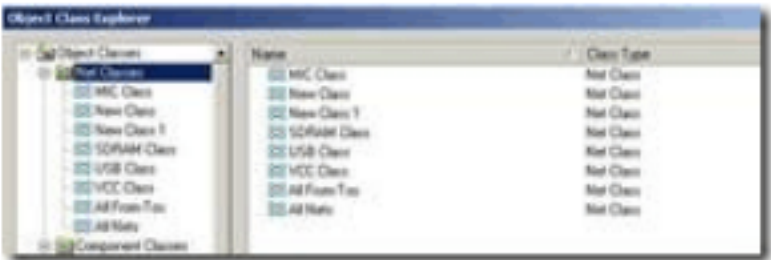 Object Class Explorer
Object Classes
Net Classes
MIC Class
New Class
New Class 1
SDRAM Class
USB Class
VCC Class
All From-Tos
All Nets
Component Classes
Name Class Type
MIC Class Net Class
New Class Net Class
New Class 1 Net Class
SDRAM Class Net Class
USB Class Net Class
VCC Class Net Class
All From-Tos Net Class
All Nets Net Class